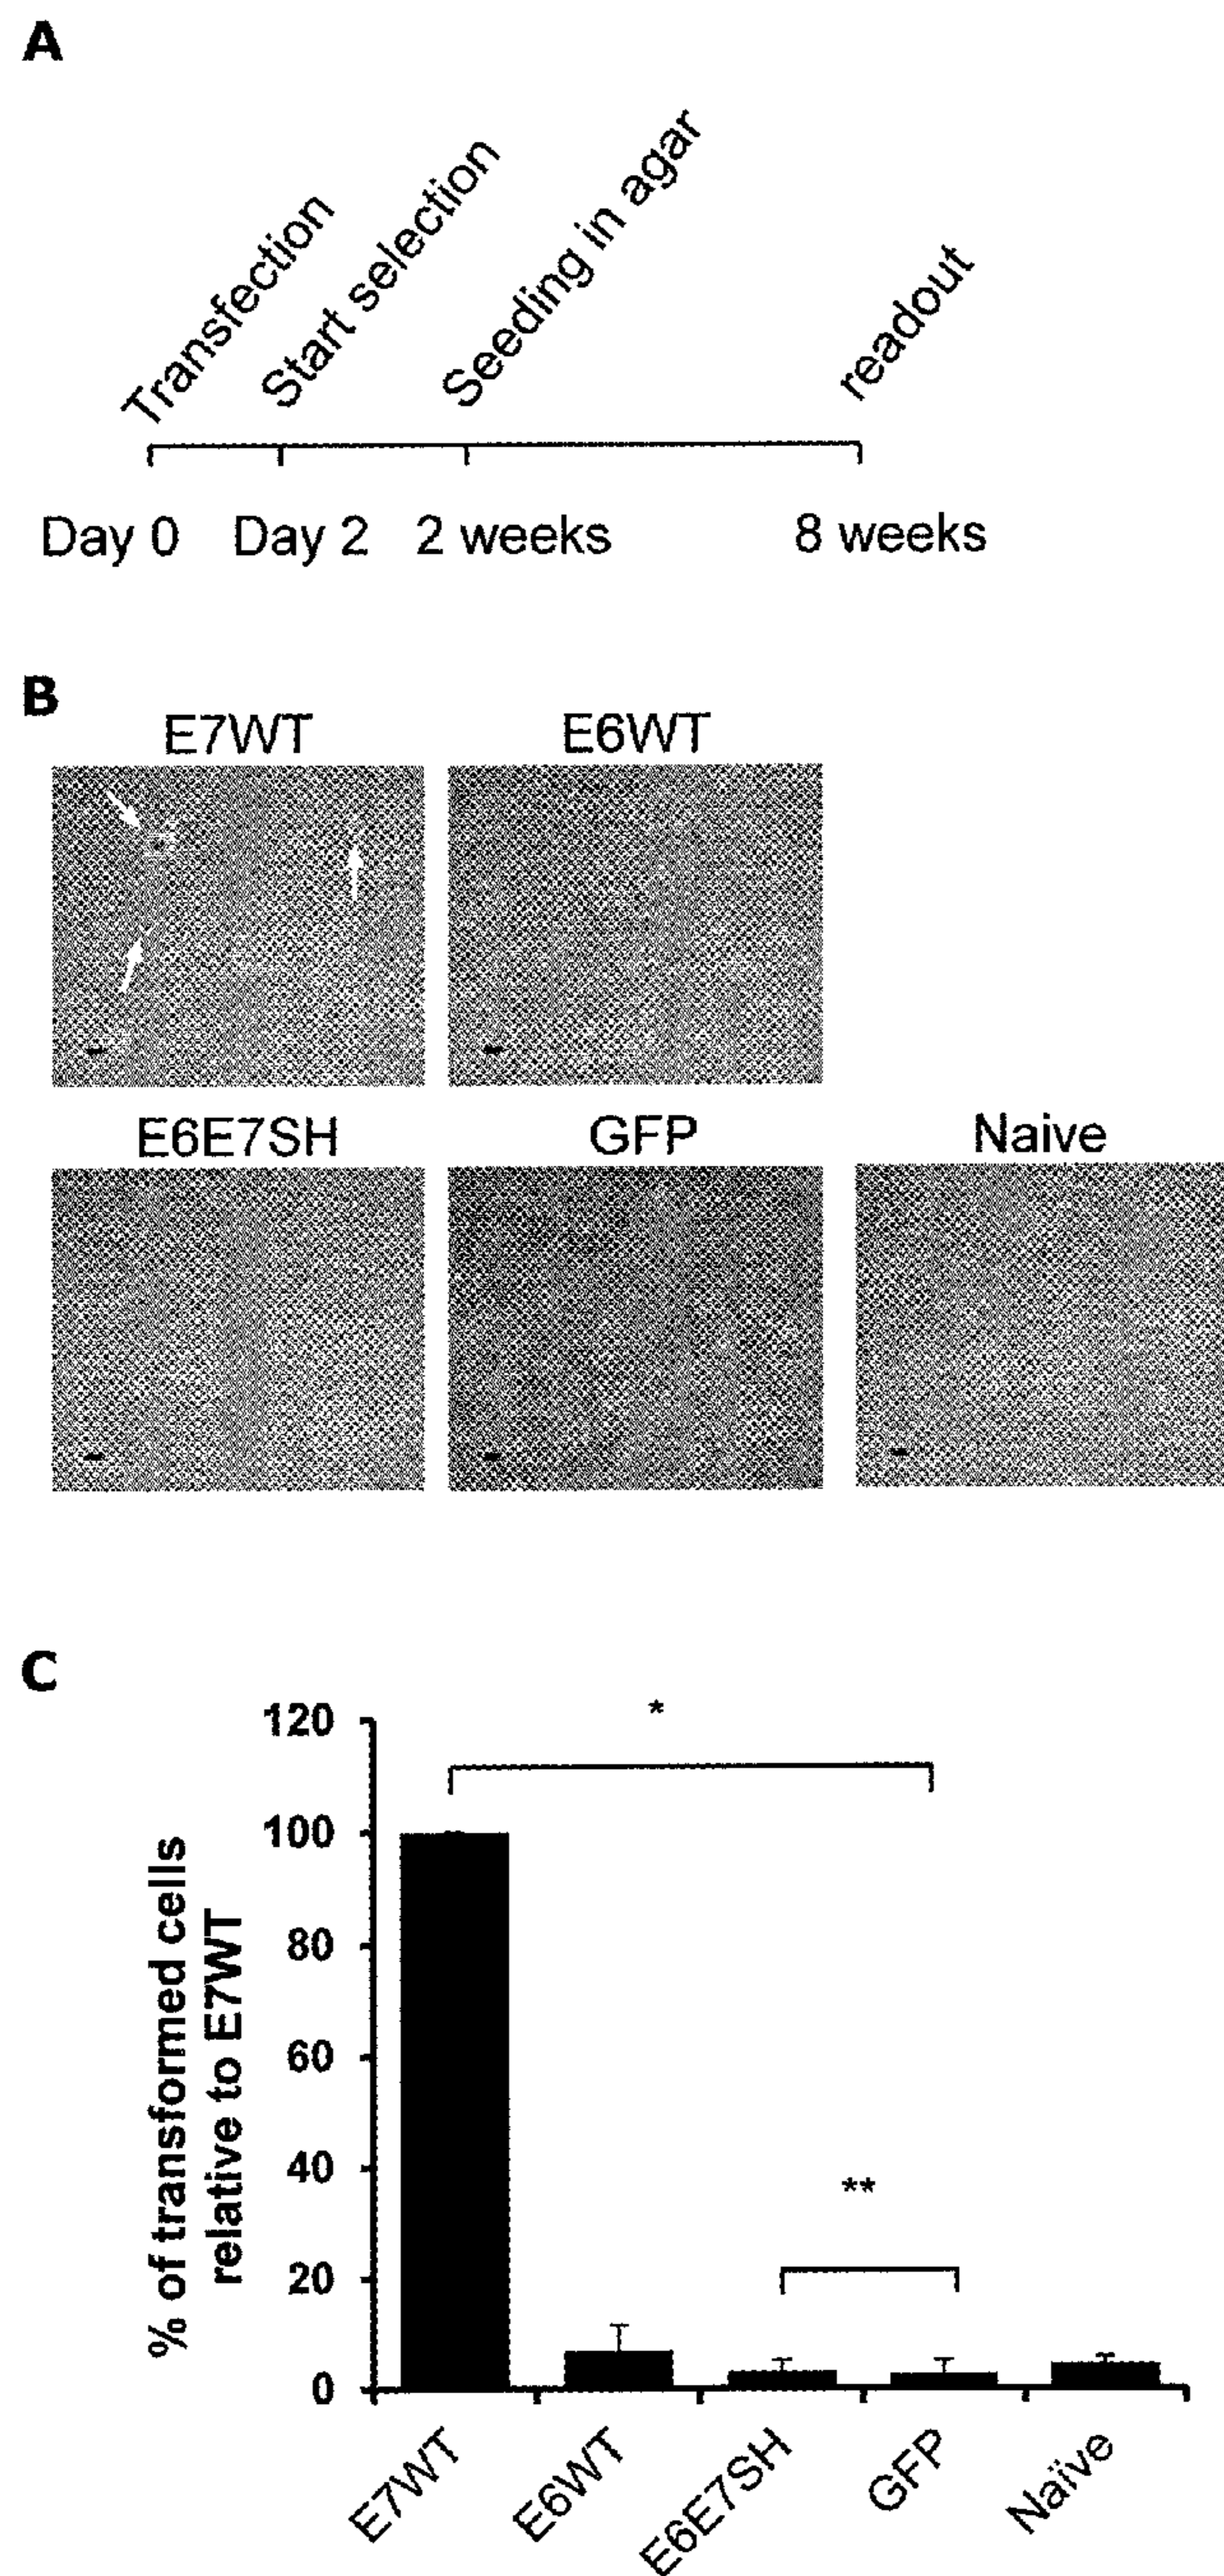 A
Transfection
Start selection
Seeding in agar
readout
Day 0
Day 2
2 weeks
8 weeks
B
E7WT
E6WT
E6E7SH
GFP
Naive
C
% of transformed cells
relative to E7WT
120
100
80
60
40
20
0
*
**
E7WT
E6WT
E6E7SH
GFP
Naïve